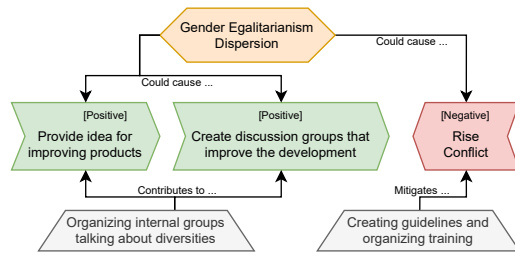 Gender Egalitarianism
Dispersion
Could cause ...
Could cause ...
[Positive]
Provide idea for
improving products
[Positive]
Create discussion groups that
improve the development
[Negative]
Rise
Conflict
Contributes to ...
Mitigates ...
Organizing internal groups
talking about diversities
Creating guidelines and
organizing training